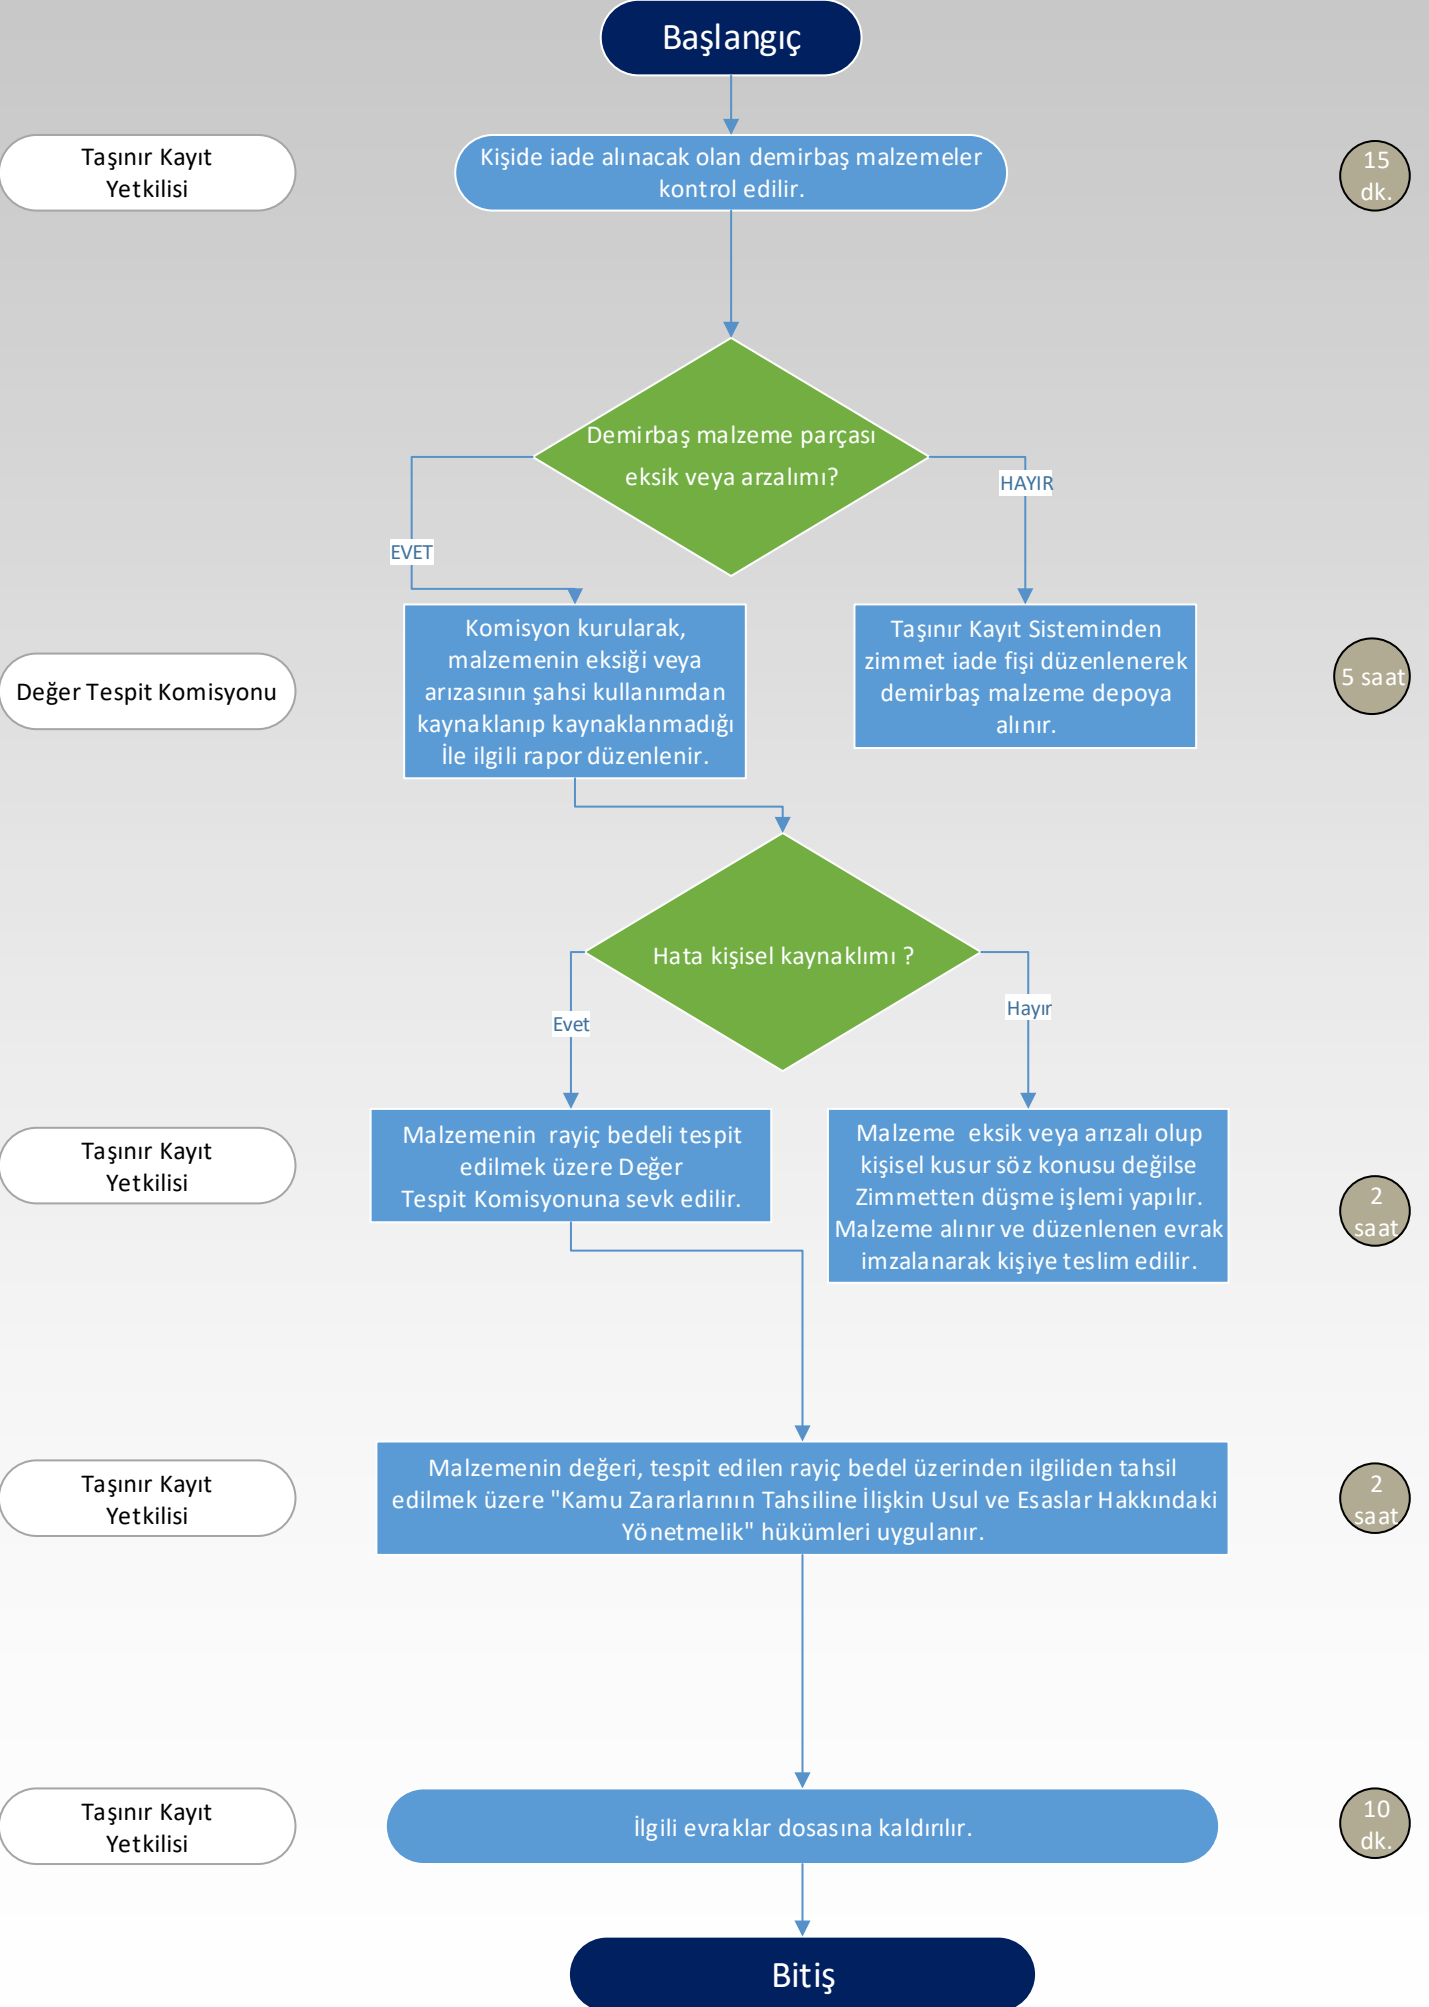 Başlangıç
Taşınır Kayıt
Yetkilisi
Kişide iade alınacak olan demirbaş malzemeler
kontrol edilir.
15
dk.
Demirbaş malzeme parçası
eksik veya arzalımı?
HAYIR
EVET
Değer Tespit Komisyonu
Komisyon kurularak,
malzemenin eksiği veya
arızasının şahsi kullanımdan
kaynaklanıp kaynaklanmadığı
İle ilgili rapor düzenlenir.
Taşınır Kayıt Sisteminden
zimmet iade fişi düzenlenerek
demirbaş malzeme depoya
alınır.
5 saat
Hata kişisel kaynaklımı ?
Evet
Hayır
Taşınır Kayıt
Yetkilisi
Malzemenin  rayiç bedeli tespit
edilmek üzere Değer
Tespit Komisyonuna sevk edilir.
Malzeme  eksik veya arızalı olup
kişisel kusur söz konusu değilse
Zimmetten düşme işlemi yapılır.
Malzeme alınır ve düzenlenen evrak
imzalanarak kişiye teslim edilir.
2
saat
Taşınır Kayıt
Yetkilisi
Malzemenin değeri, tespit edilen rayiç bedel üzerinden ilgiliden tahsil
edilmek üzere "Kamu Zararlarının Tahsiline İlişkin Usul ve Esaslar Hakkındaki
Yönetmelik" hükümleri uygulanır.
2
saat
Taşınır Kayıt
Yetkilisi
İlgili evraklar dosasına kaldırılır.
10
dk.
Bitiş